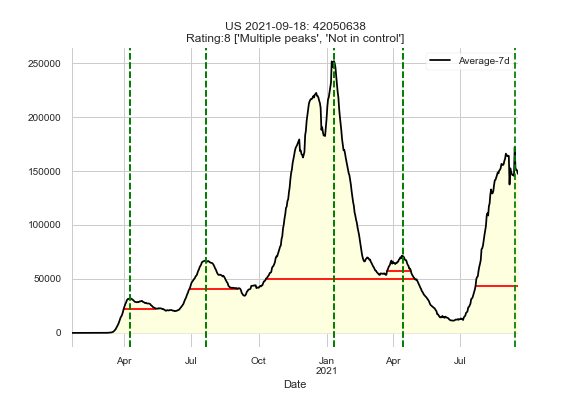 US 2021-09-18: 42050638
Rating:8 ['Multiple peaks', 'Not in control']
Average-7d
250000
200000
150000
100000
50000
0
Apr
Jul
Oct
Jan
2021
Apr
Jul
Date